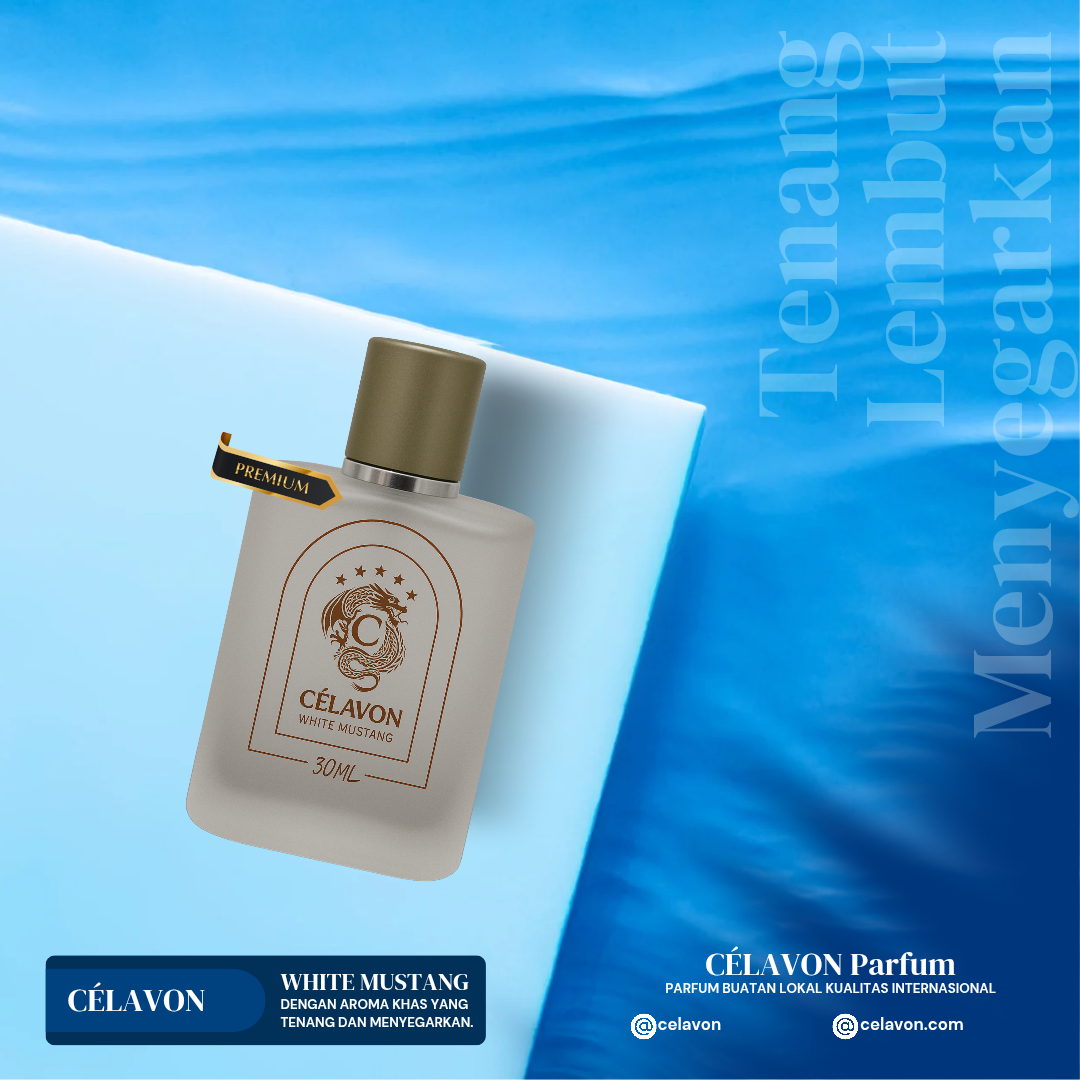 Tenang
Lembut
Menyegarkan
PREMIUM
C
CÉLAVON
WHITE MUSTANG
30ML
CÉLAVON
WHITE MUSTANG
DENGAN AROMA KHAS YANG
TENANG DAN MENYEGARKAN.
CÉLAVON Parfum
PARFUM BUATAN LOKAL KUALITAS INTERNASIONAL
@celavon
@celavon.com